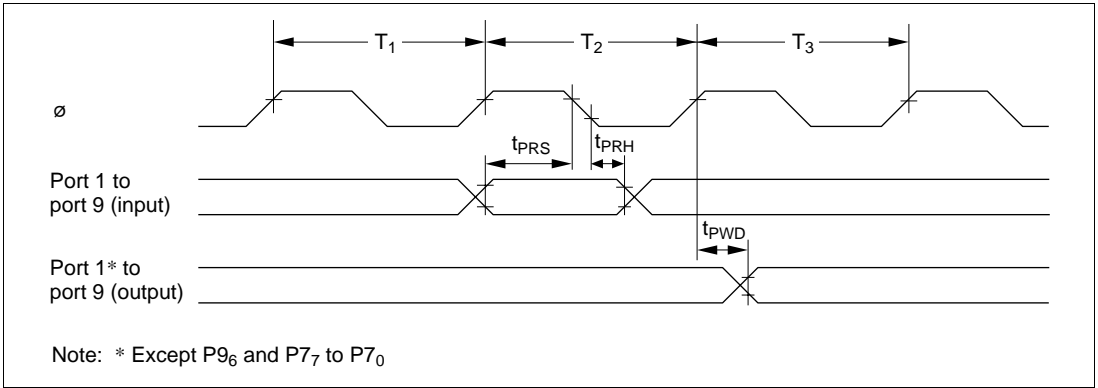 T₁ T₂ T₃
ø
tPRS tPRH
Port 1 to
port 9 (input)
tPWD
Port 1* to
port 9 (output)
Note: * Except P9₆ and P7₇ to P7₀